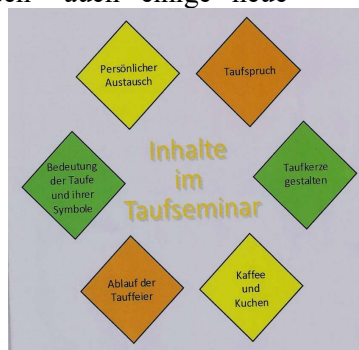 auch einige neue
Persönlicher
Austausch
Taufspruch
Bedeutung
der Taufe
und ihrer
Symbole
Inhalte
im
Taufseminar
Taufkerze
gestalten
Ablauf der
Tauffeier
Kaffee
und
Kuchen